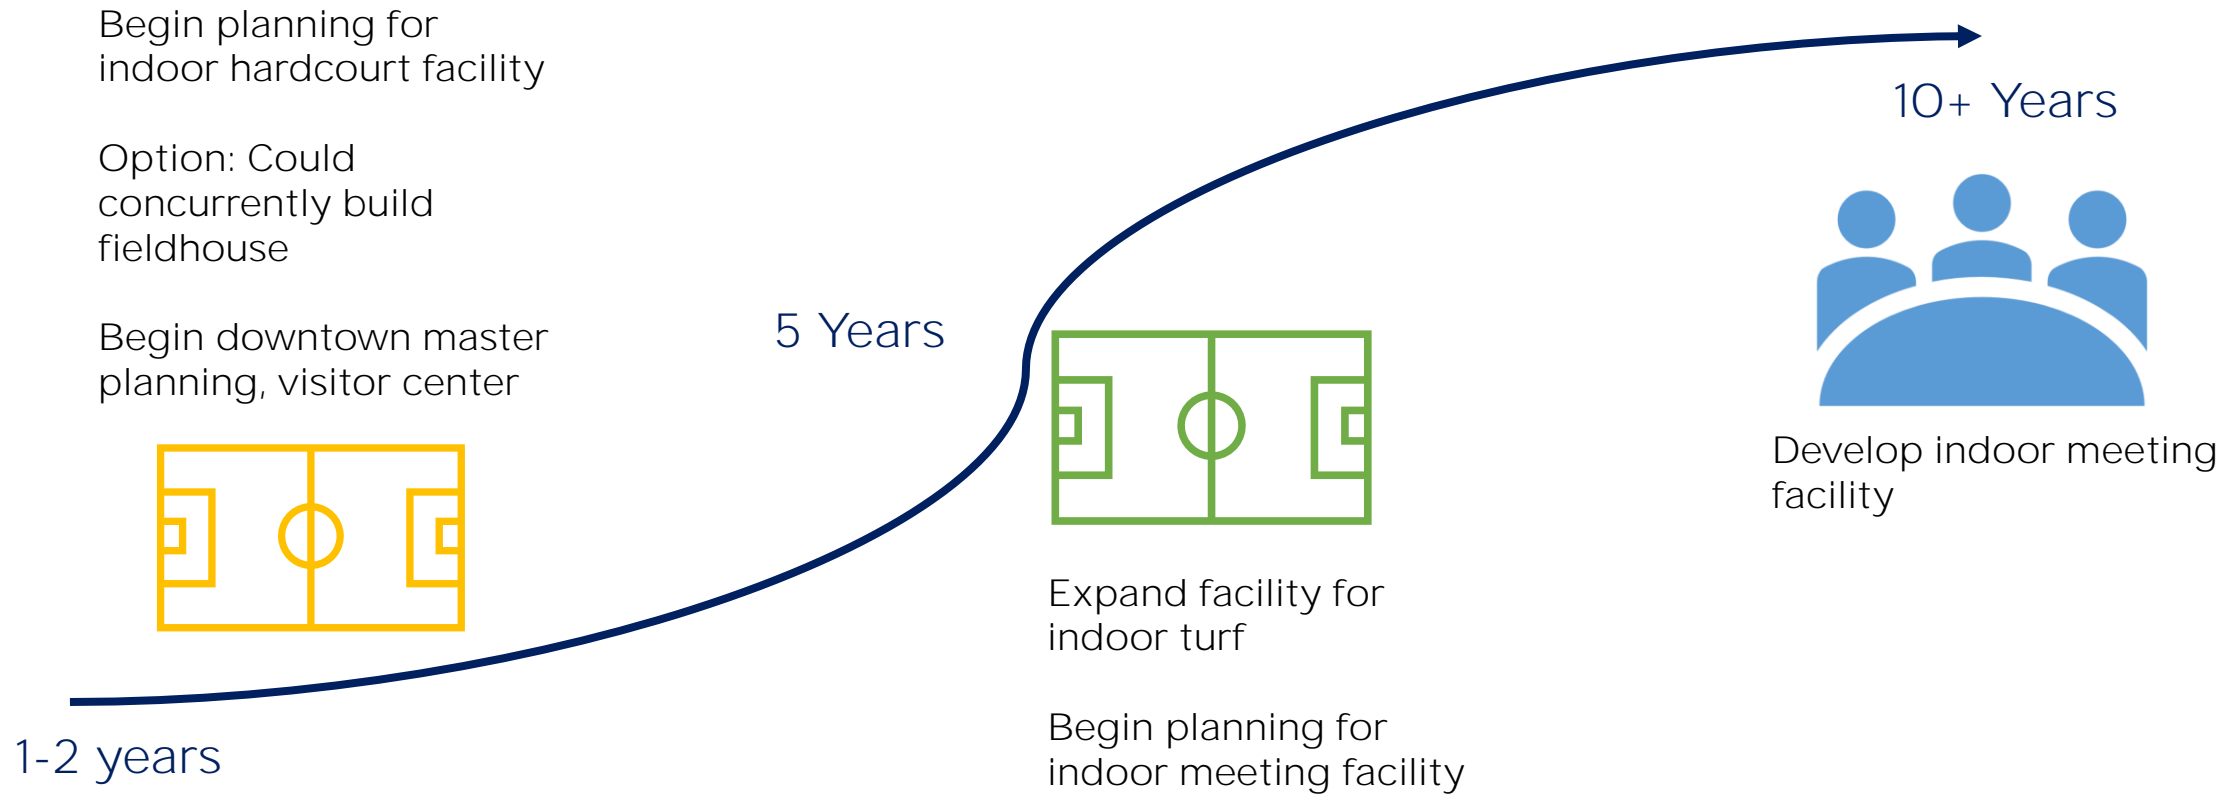 Begin planning for
indoor hardcourt facility
Option: Could
concurrently build
fieldhouse
Begin downtown master
planning, visitor center
1-2 years
5 Years
Expand facility for
indoor turf
Begin planning for
indoor meeting facility
10+ Years
Develop indoor meeting
facility